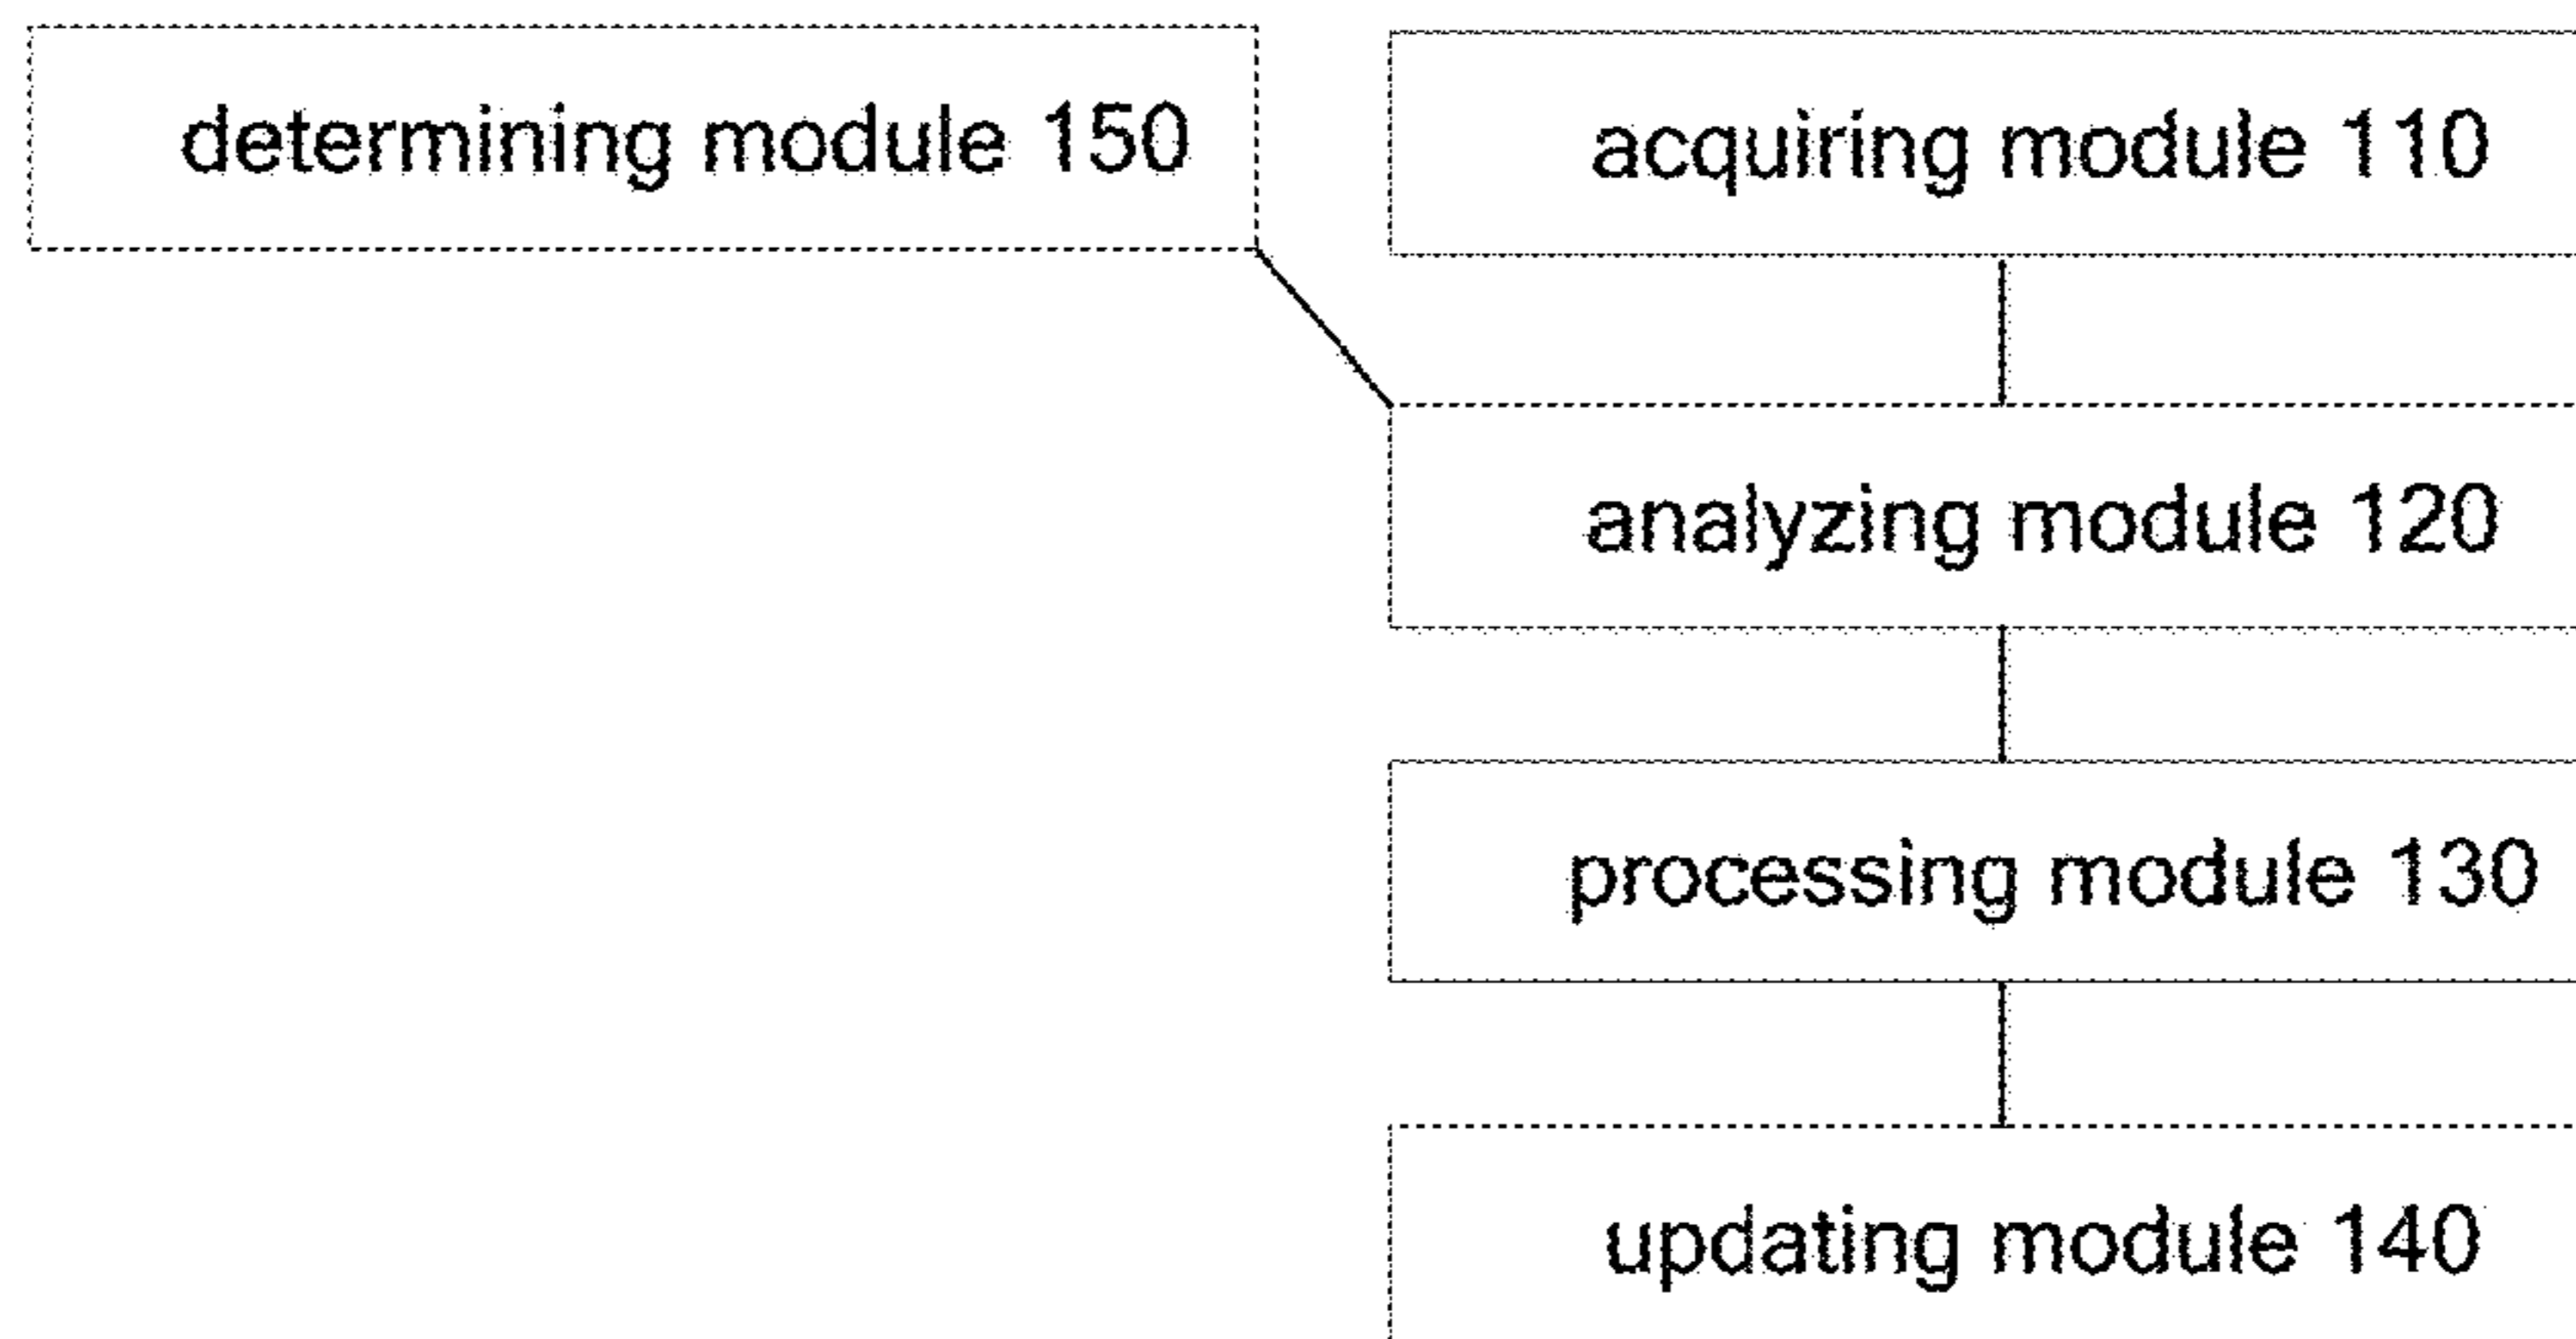 determining module 150
acquiring module 110
analyzing module 120
processing module 130
updating module 140